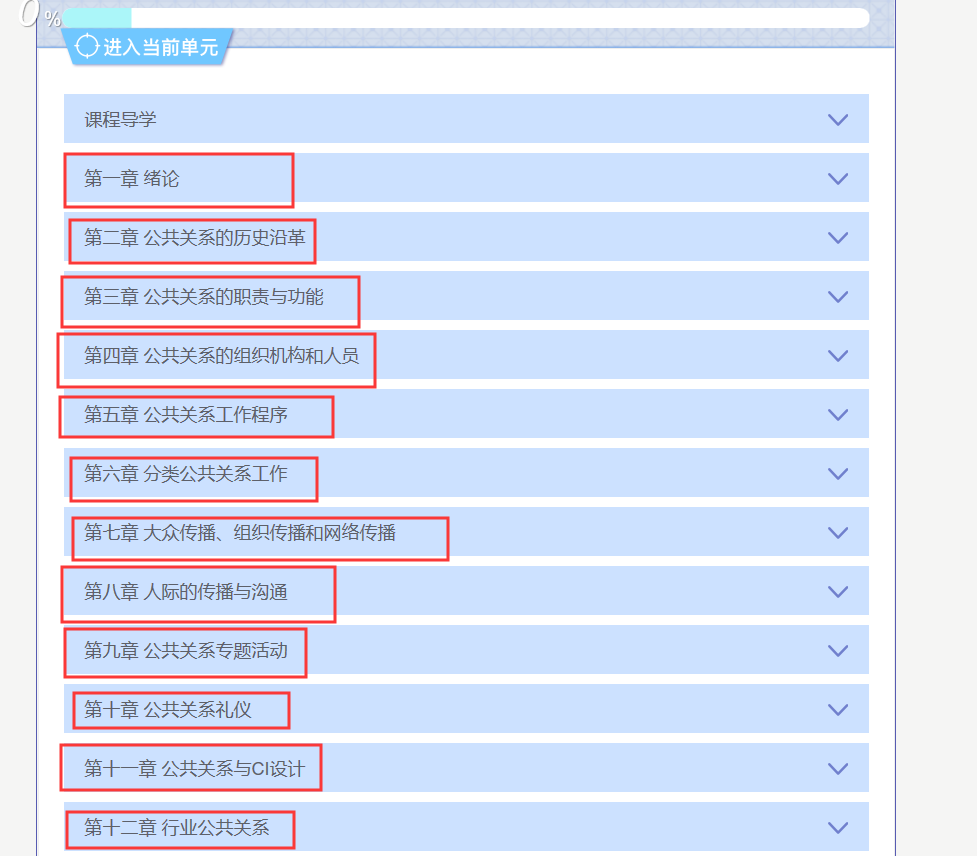 0%
进入当前单元
课程导学
第一章 绪论
第二章 公共关系的历史沿革
第三章 公共关系的职责与功能
第四章 公共关系的组织机构和人员
第五章 公共关系工作程序
第六章 分类公共关系工作
第七章 大众传播、组织传播和网络传播
第八章 人际的传播与沟通
第九章 公共关系专题活动
第十章 公共关系礼仪
第十一章 公共关系与CI设计
第十二章 行业公共关系